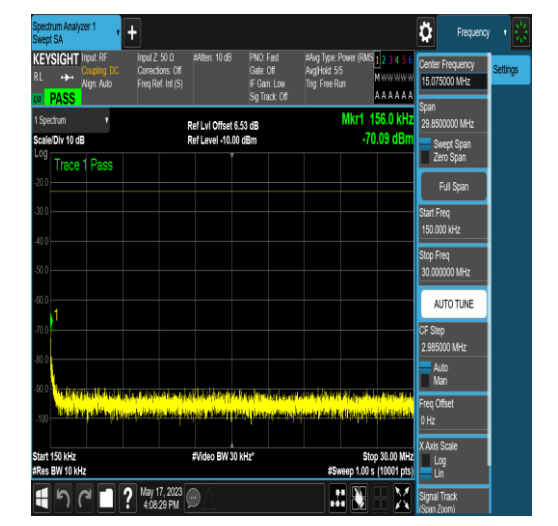 Spectrum Analyzer 1
Swept SA
Frequency
KEYSIGHT
RL
PASS
Input: RF
Coupling: DC
Align: Auto
Input Z: 50 Ω
Corrections: Off
Freq Ref: Int (S)
#Atten: 10 dB
PNO: Fast
Gate: Off
IF Gain: Low
Sig Track: Off
#Avg Type: Power (RMS
Avg|Hold: 5/5
Trig: Free Run
1 2 3 4 5 6
M W W W W W
A A A A A A
1 Spectrum
Scale/Div 10 dB
Ref Lvl Offset 6.53 dB
Ref Level -10.00 dBm
Mkr1 156.0 kHz
-70.09 dBm
Log
Trace 1 Pass
-20.0
-30.0
-40.0
-50.0
-60.0
-70.0
-80.0
-90.0
-100
1
Start 150 kHz
#Res BW 10 kHz
#Video BW 30 kHz*
Stop 30.00 MHz
#Sweep 1.00 s (10001 pts)
May 17, 2023
4:08:29 PM
Center Frequency
15.075000 MHz
Settings
Span
29.8500000 MHz
Swept Span
Zero Span
Full Span
Start Freq
150.000 kHz
Stop Freq
30.000000 MHz
AUTO TUNE
CF Step
2.985000 MHz
Auto
Man
Freq Offset
0 Hz
X Axis Scale
Log
Lin
Signal Track
(Span Zoom)